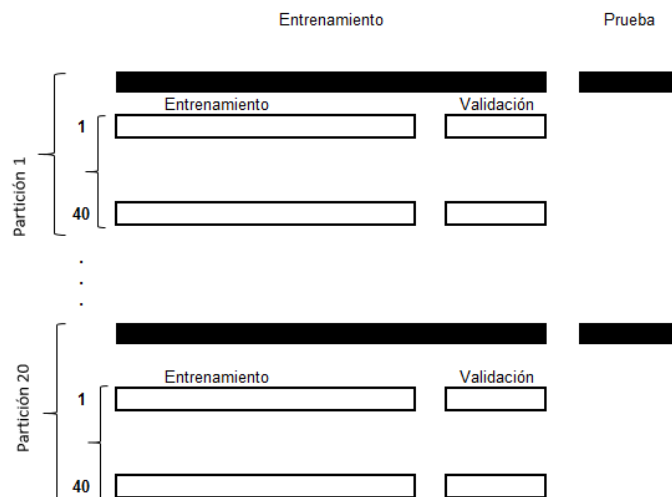 Entrenamiento Prueba
Partición 1
Entrenamiento Validación
1
40
.
.
.
Partición 20
Entrenamiento Validación
1
40